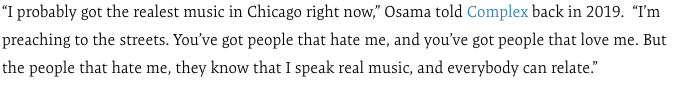 “I probably got the realest music in Chicago right now,” Osama told Complex back in 2019.  “I’m
preaching to the streets. You’ve got people that hate me, and you’ve got people that love me. But
the people that hate me, they know that I speak real music, and everybody can relate.”